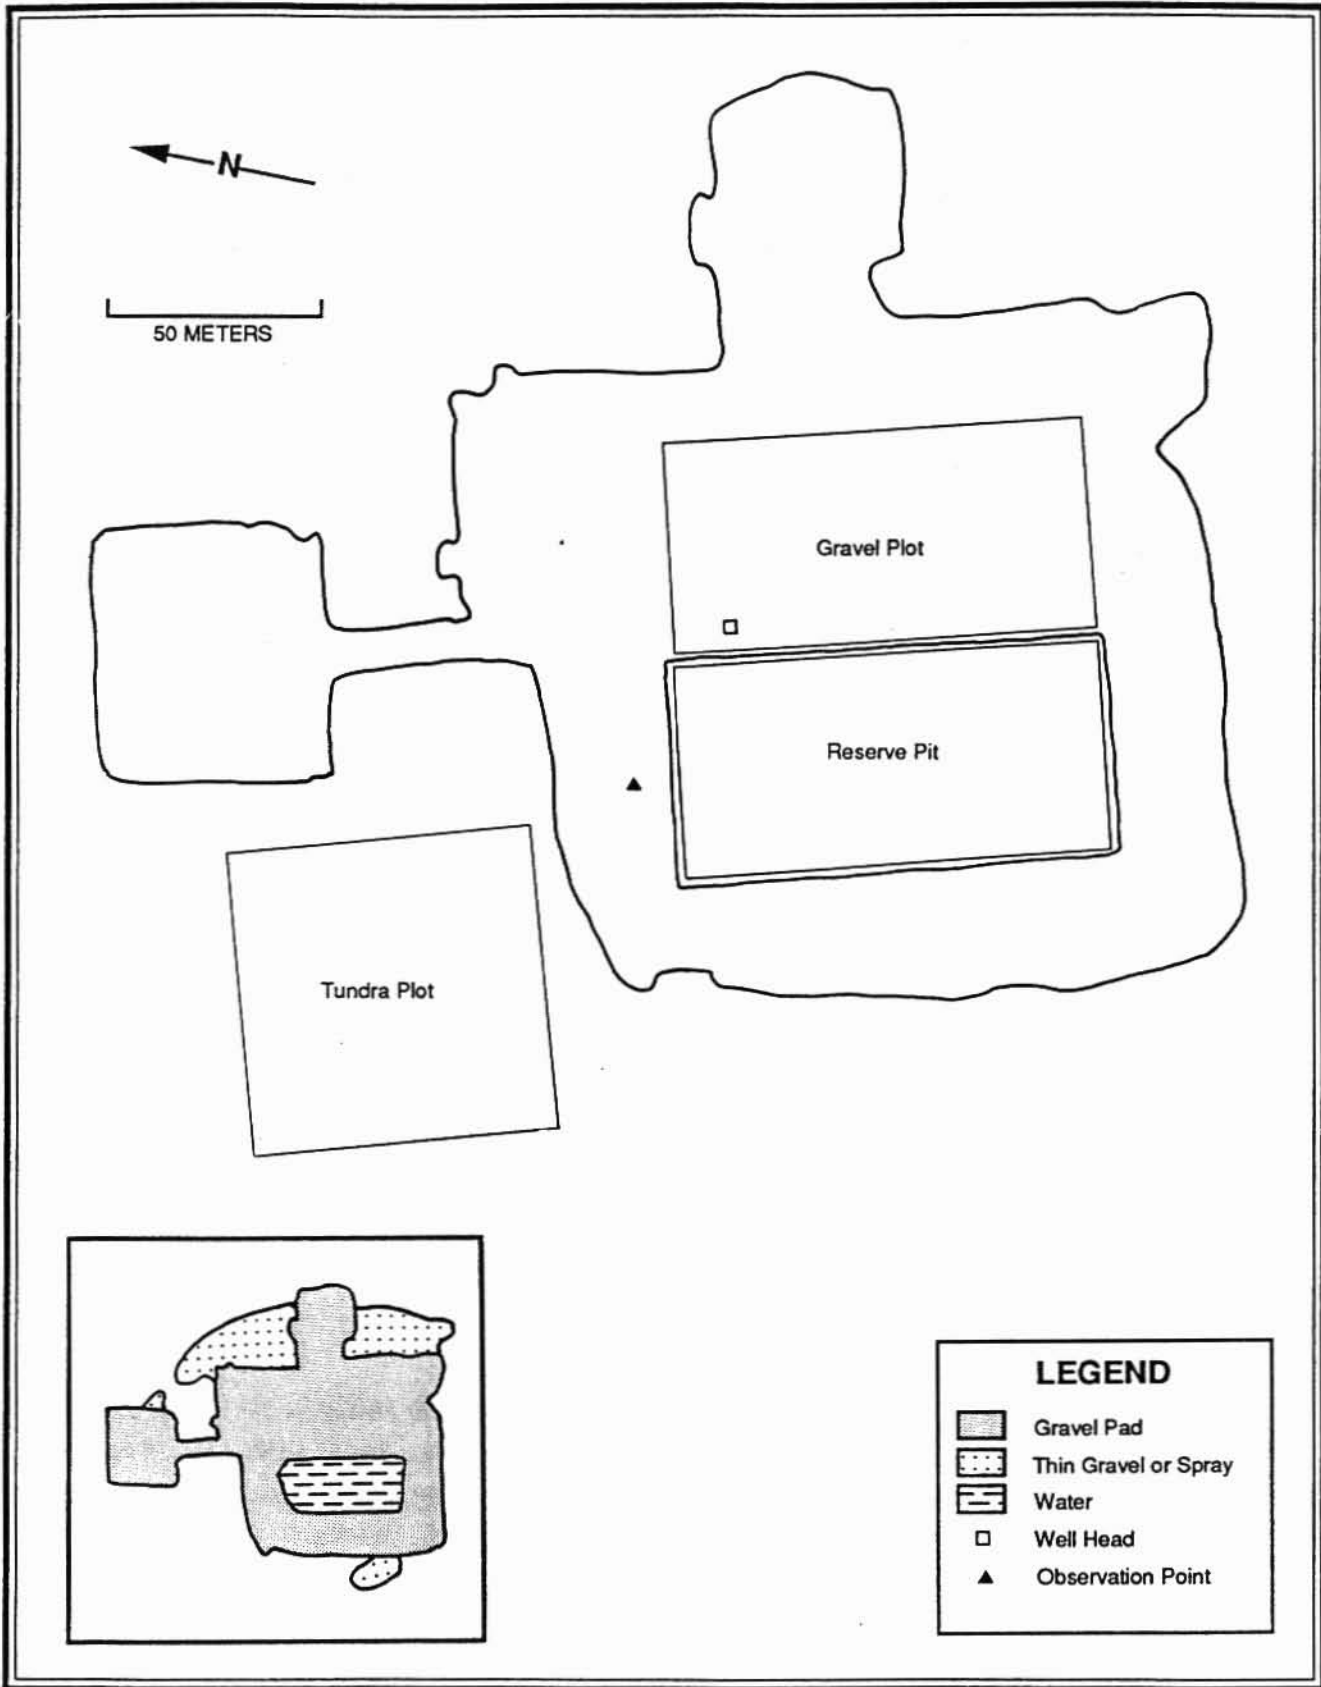 N
50 METERS
Gravel Plot
Reserve Pit
Tundra Plot
LEGEND
Gravel Pad
Thin Gravel or Spray
Water
Well Head
Observation Point